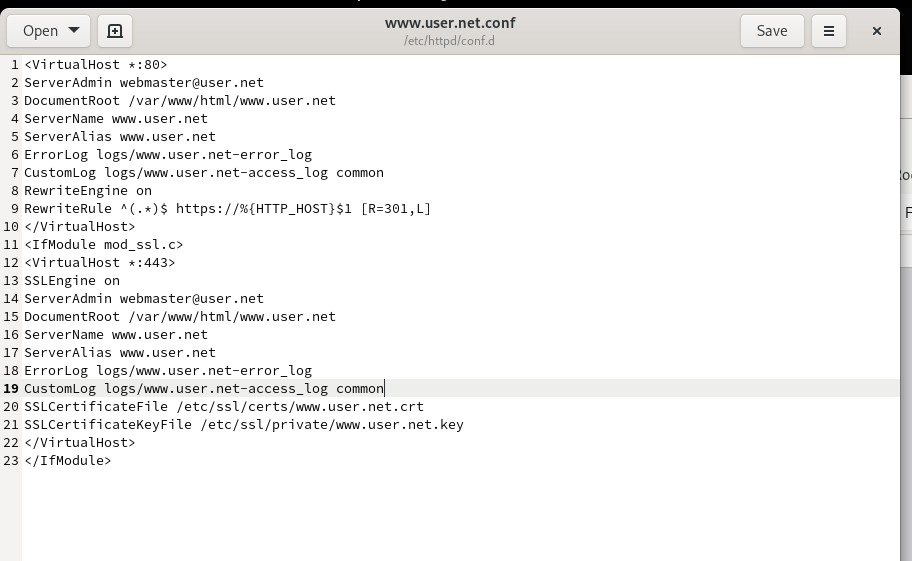 Open
www.user.net.conf
/etc/httpd/conf.d
Save
1 <VirtualHost *:80>
2 ServerAdmin webmaster@user.net
3 DocumentRoot /var/www/html/www.user.net
4 ServerName www.user.net
5 ServerAlias www.user.net
6 ErrorLog logs/www.user.net-error_log
7 CustomLog logs/www.user.net-access_log common
8 RewriteEngine on
9 RewriteRule ^(.*)$ https://%{HTTP_HOST}$1 [R=301,L]
10 </VirtualHost>
11 <IfModule mod_ssl.c>
12 <VirtualHost *:443>
13 SSLEngine on
14 ServerAdmin webmaster@user.net
15 DocumentRoot /var/www/html/www.user.net
16 ServerName www.user.net
17 ServerAlias www.user.net
18 ErrorLog logs/www.user.net-error_log
19 CustomLog logs/www.user.net-access_log common
20 SSLCertificateFile /etc/ssl/certs/www.user.net.crt
21 SSLCertificateKeyFile /etc/ssl/private/www.user.net.key
22 </VirtualHost>
23 </IfModule>